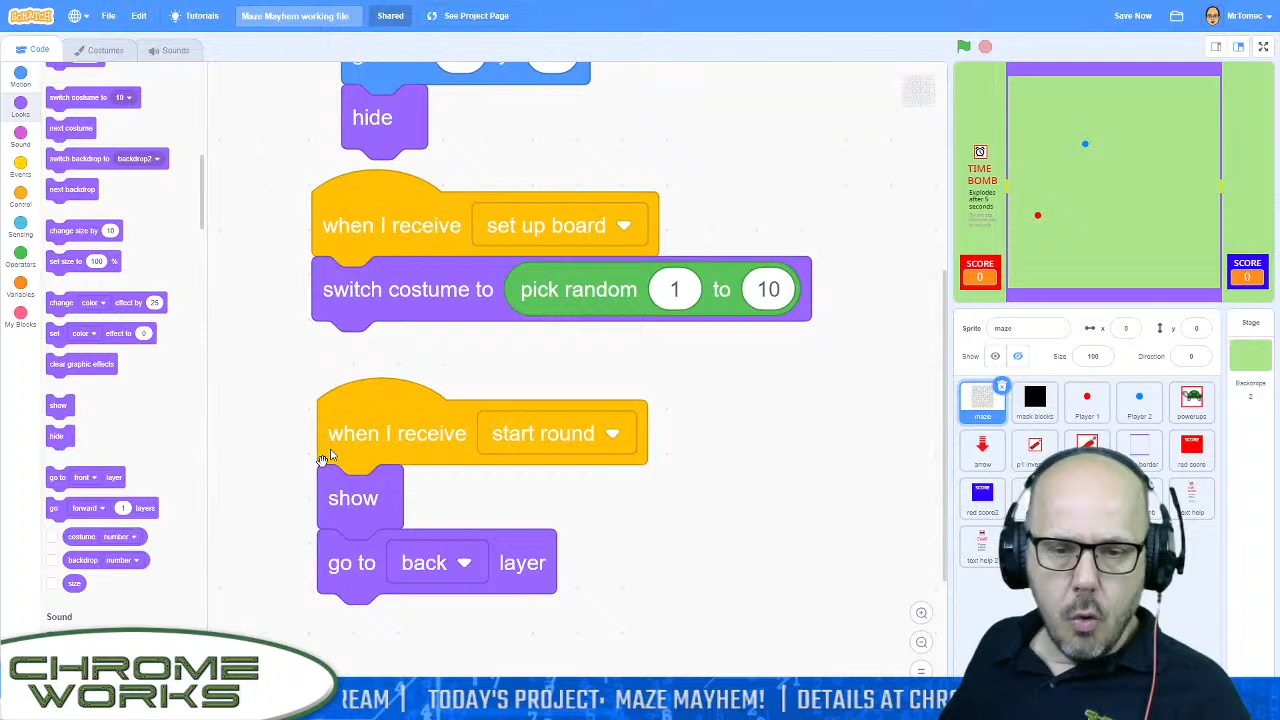 SCRATCH File Edit Tutorials Maze Mayhem working file Shared See Project Page Save Now MrTomec
Code Costumes Sounds
Motion
Looks
Sound
Events
Control
Sensing
Operators
Variables
My Blocks
switch costume to 10
next costume
switch backdrop to backdrop2
next backdrop
change size by 10
set size to 100 %
change color effect by 25
set color effect to 0
clear graphic effects
show
hide
go to front layer
go forward 1 layers
costume number
backdrop number
size
Sound
hide
when I receive set up board
switch costume to pick random 1 to 10
when I receive start round
show
go to back layer
TIME
BOMB
Explodes
after 5
seconds
SCORE
0
SCORE
0
Sprite maze x 0 y 0
Show Size 100 Direction 0
Stage
Backdrops
2
maze mask blocks Player 1 Player 2 powerups
arrow red score
red score2 text help
text help 2
CHROME
WORKS
REAM | TODAY'S PROJECT: MAZE MAYHEM! | DETAILS AT CHR